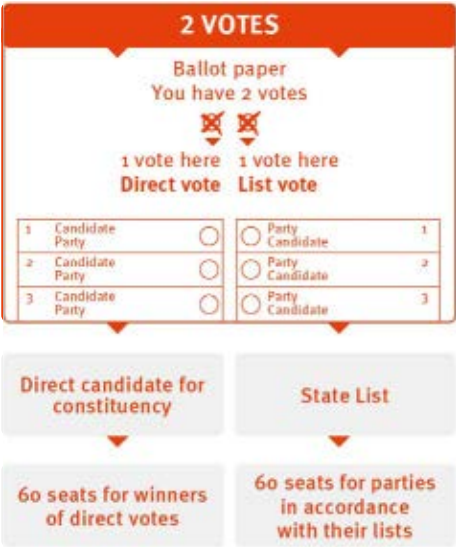 2 VOTES
Ballot paper
You have 2 votes
1 vote here
Direct vote
1 vote here
List vote
1 Candidate
Party
2 Candidate
Party
3 Candidate
Party
Party 1
Candidate
Party 2
Candidate
Party 3
Candidate
Direct candidate for
constituency
State List
60 seats for winners
of direct votes
60 seats for parties
in accordance
with their lists